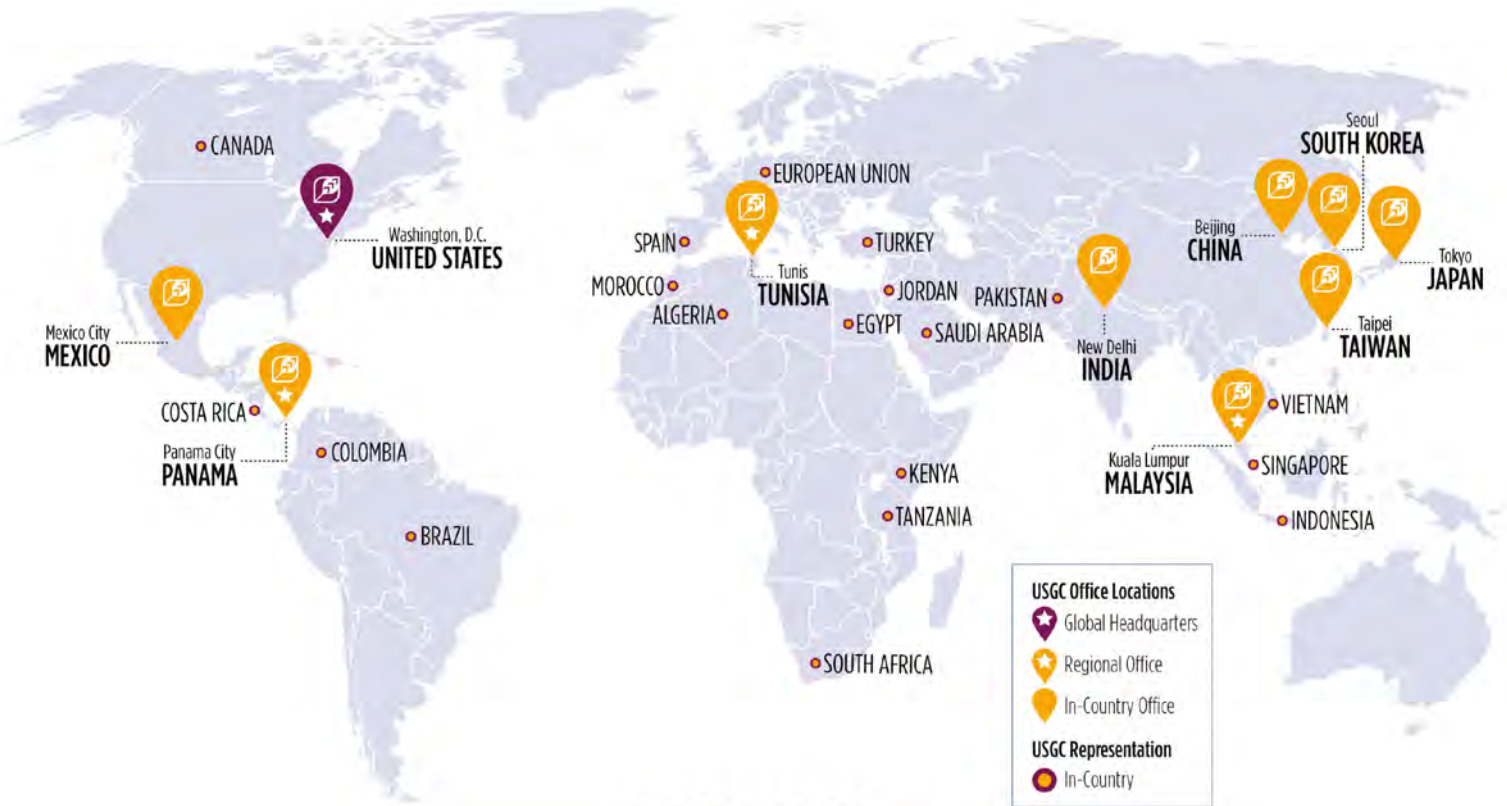 CANADA
Washington, D.C.
UNITED STATES
Mexico City
MEXICO
COSTA RICA
Panama City
PANAMA
COLOMBIA
BRAZIL
EUROPEAN UNION
SPAIN
TURKEY
MOROCCO
Tunis
TUNISIA
ALGERIA
JORDAN
EGYPT
SAUDI ARABIA
PAKISTAN
KENYA
TANZANIA
SOUTH AFRICA
Seoul
SOUTH KOREA
Beijing
CHINA
Tokyo
JAPAN
Taipei
TAIWAN
New Delhi
INDIA
VIETNAM
Kuala Lumpur
MALAYSIA
SINGAPORE
INDONESIA
USGC Office Locations
Global Headquarters
Regional Office
In-Country Office
USGC Representation
In-Country